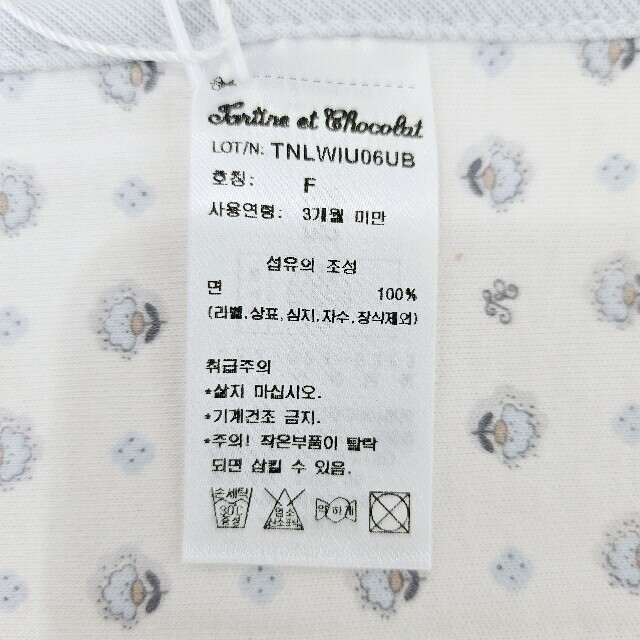 Tartine et Chocolat
LOT/N: TNLWIU06UB
호칭: F
사용연령: 3개월 미만
섬유의 조성
면 100%
(라벨,상표,심지,자수,장식제외)
취급주의
*삶지 마십시오.
*기계건조 금지.
*주의! 작은부품이 탈락
되면 삼킬 수 있음.
손세탁
30℃
중성
염소
산소표백
약하게